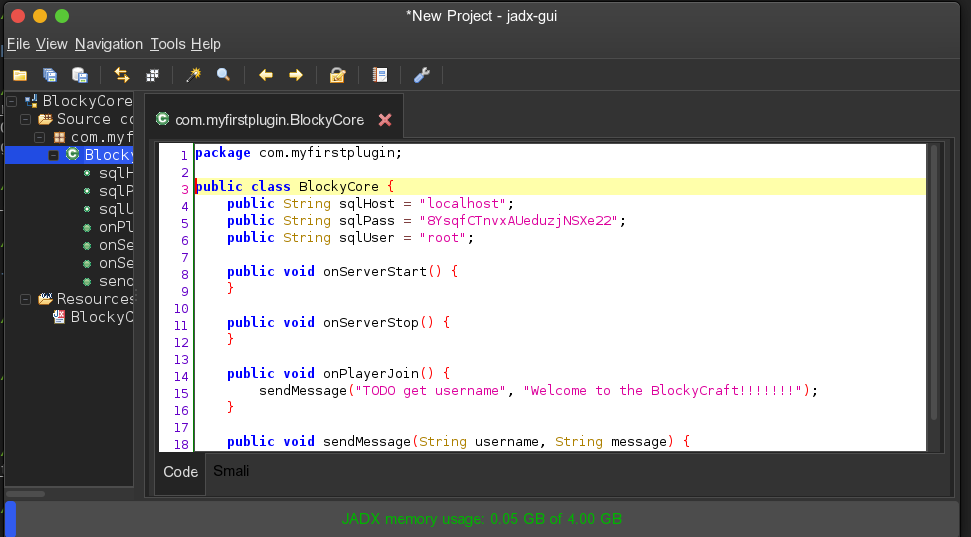 *New Project - jadx-gui
File View Navigation Tools Help
BlockyCore
Source co
com.myf
Blocky
sqlH
sqlP
sqlU
onPl
onSe
onSe
send
Resources
BlockyC
com.myfirstplugin.BlockyCore
1 package com.myfirstplugin;
2
3 public class BlockyCore {
4 public String sqlHost = "localhost";
5 public String sqlPass = "8YsqfCTnvxAUeduzjNSXe22";
6 public String sqlUser = "root";
7
8 public void onServerStart() {
9 }
10
11 public void onServerStop() {
12 }
13
14 public void onPlayerJoin() {
15 sendMessage("TODO get username", "Welcome to the BlockyCraft!!!!!!!");
16 }
17
18 public void sendMessage(String username, String message) {
Code Smali
JADX memory usage: 0.05 GB of 4.00 GB